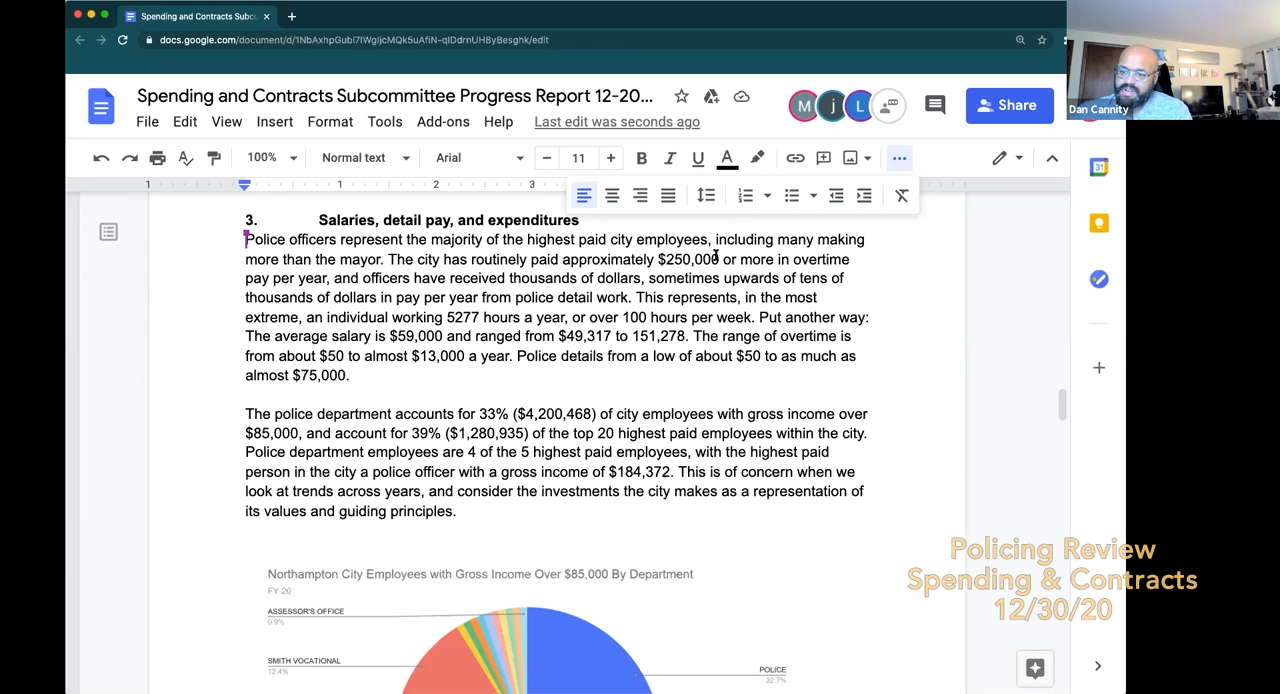 Spending and Contracts Subc
docs.google.com/document/d/1NbAxhpGubi7IWgIjcMQk5uAfiN-qIDdrnUH8yBesghk/edit
Dan Cannity
Spending and Contracts Subcommittee Progress Report 12-20...
M j L
Share
File Edit View Insert Format Tools Add-ons Help Last edit was seconds ago
100% Normal text Arial 11 B I U A
1 1 2 3
3. Salaries, detail pay, and expenditures
Police officers represent the majority of the highest paid city employees, including many making
more than the mayor. The city has routinely paid approximately $250,000 or more in overtime
pay per year, and officers have received thousands of dollars, sometimes upwards of tens of
thousands of dollars in pay per year from police detail work. This represents, in the most
extreme, an individual working 5277 hours a year, or over 100 hours per week. Put another way:
The average salary is $59,000 and ranged from $49,317 to 151,278. The range of overtime is
from about $50 to almost $13,000 a year. Police details from a low of about $50 to as much as
almost $75,000.
The police department accounts for 33% ($4,200,468) of city employees with gross income over
$85,000, and account for 39% ($1,280,935) of the top 20 highest paid employees within the city.
Police department employees are 4 of the 5 highest paid employees, with the highest paid
person in the city a police officer with a gross income of $184,372. This is of concern when we
look at trends across years, and consider the investments the city makes as a representation of
its values and guiding principles.
Policing Review
Spending & Contracts
12/30/20
Northampton City Employees with Gross Income Over $85,000 By Department
FY 20
ASSESSOR'S OFFICE
0.9%
SMITH VOCATIONAL
12.4%
POLICE
32.7%
31